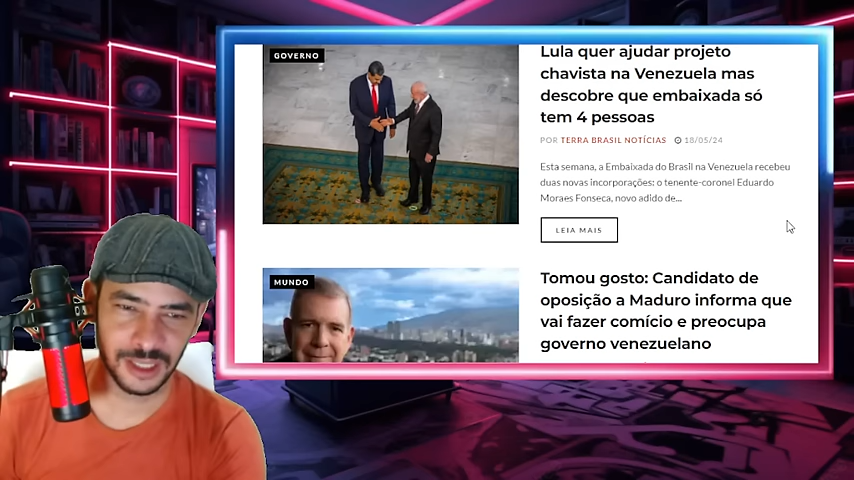 GOVERNO
Lula quer ajudar projeto
chavista na Venezuela mas
descobre que embaixada só
tem 4 pessoas
POR TERRA BRASIL NOTÍCIAS 18/05/24
Esta semana, a Embaixada do Brasil na Venezuela recebeu
duas novas incorporações: o tenente-coronel Eduardo
Moraes Fonseca, novo adido de...
LEIA MAIS
MUNDO
Tomou gosto: Candidato de
oposição a Maduro informa que
vai fazer comício e preocupa
governo venezuelano